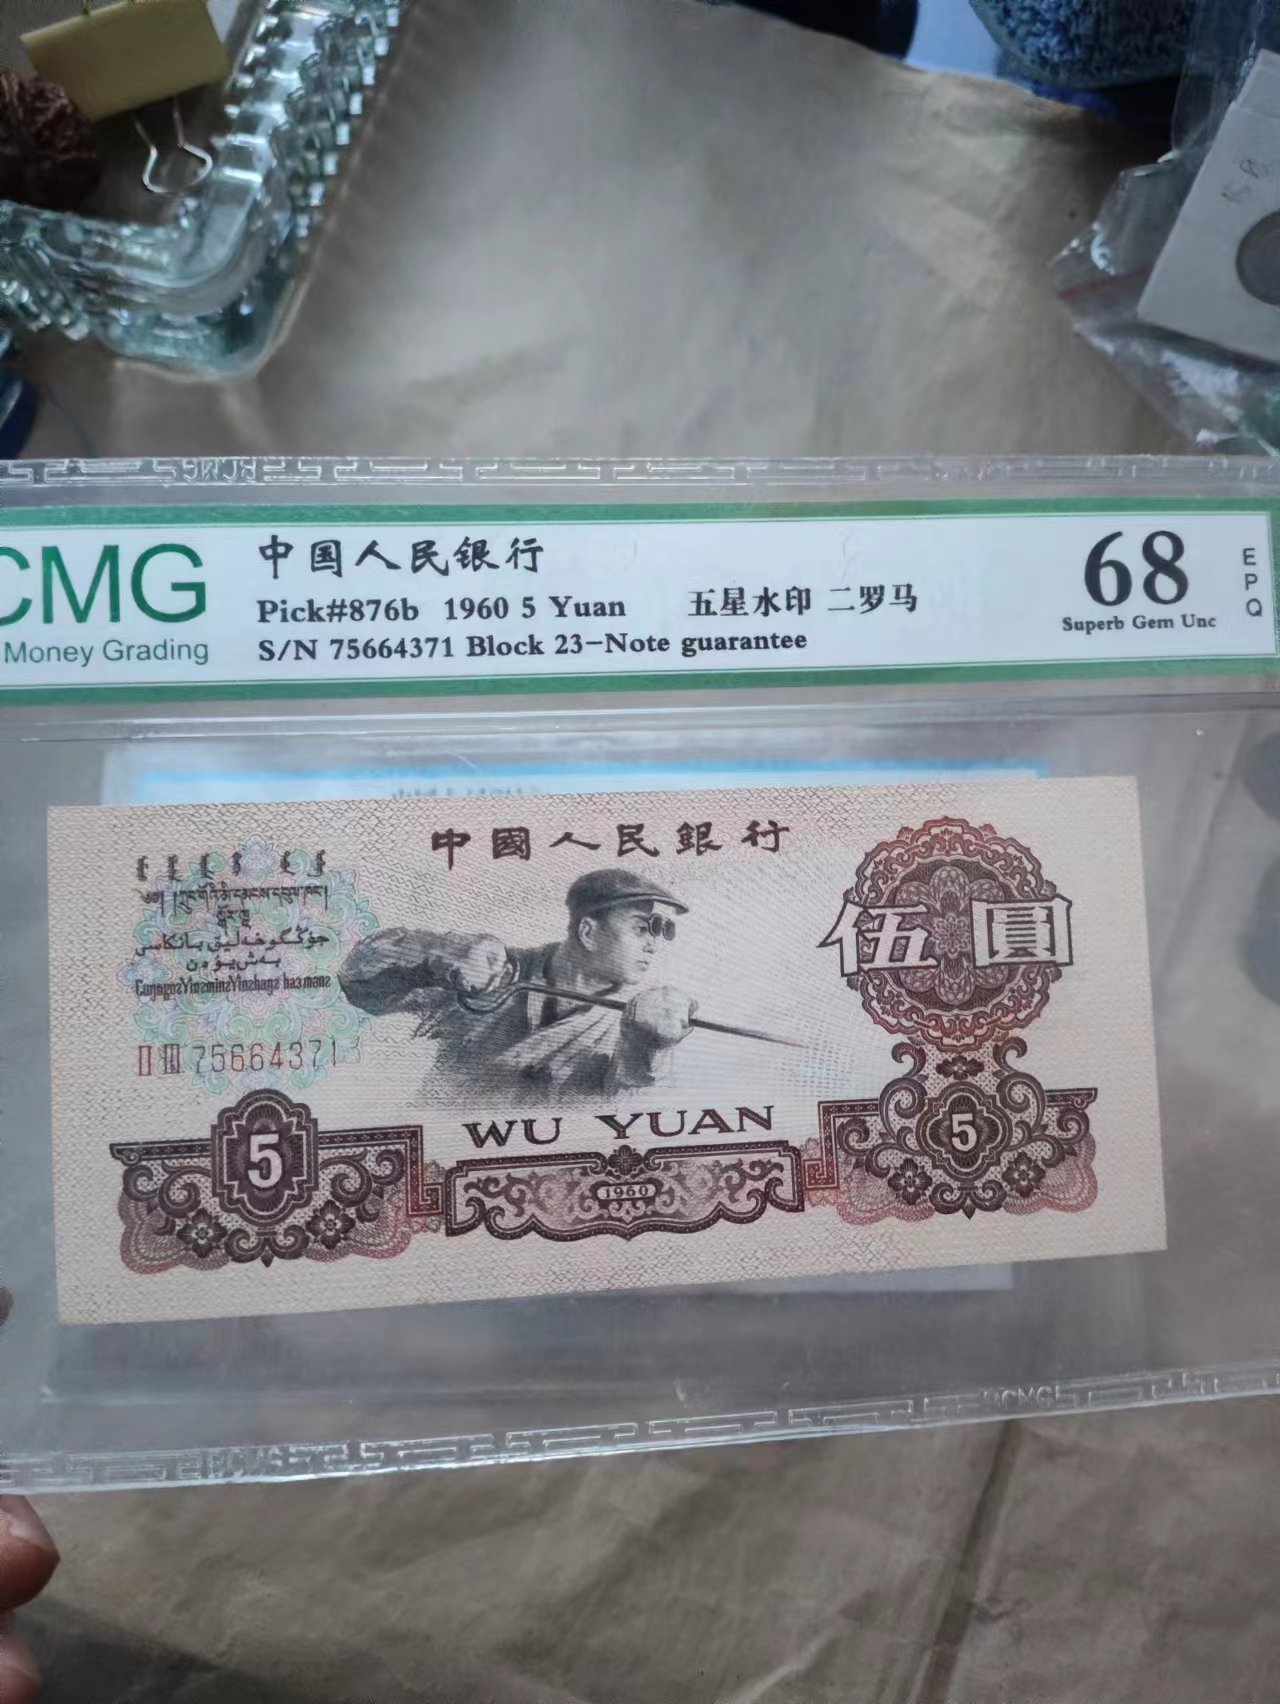 CMG
Money Grading
中国人民银行
Pick#876b 1960 5 Yuan 五星水印 二罗马
S/N 75664371 Block 23-Note guarantee
68
Superb Gem Unc
EPQ
中國人民銀行
伍圆
ⅡⅢ 75664371
5
WU YUAN
1960
5